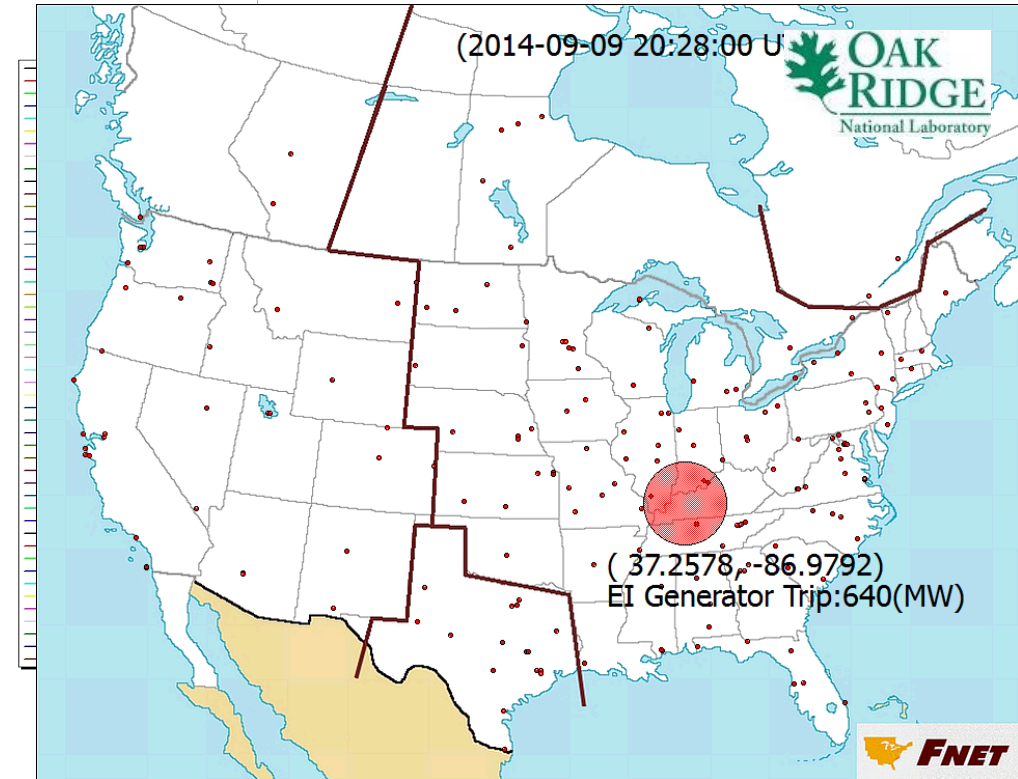 (2014-09-09 20:28:00 U
OAK
RIDGE
National Laboratory
( 37.2578, -86.9792)
EI Generator Trip:640(MW)
FNET